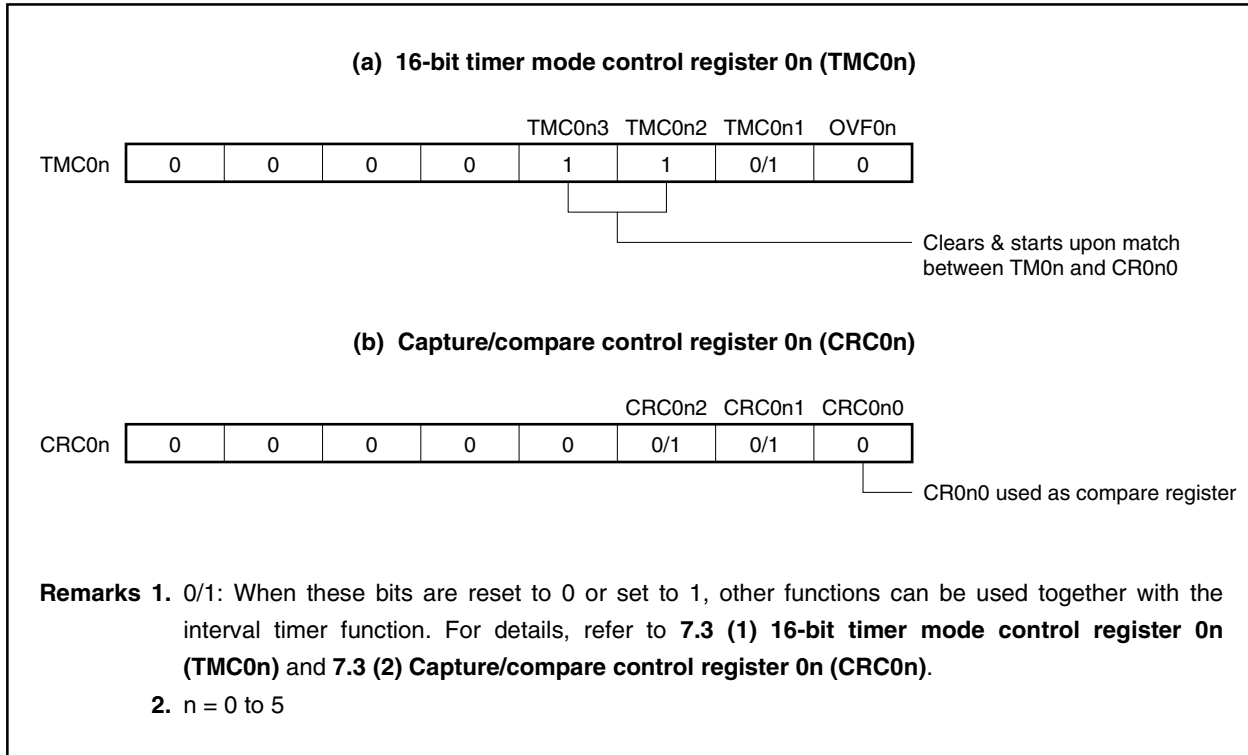 (a) 16-bit timer mode control register 0n (TMC0n)
TMC0n3 TMC0n2 TMC0n1 OVF0n
TMC0n 0 0 0 0 1 1 0/1 0
Clears & starts upon match
between TM0n and CR0n0
(b) Capture/compare control register 0n (CRC0n)
CRC0n2 CRC0n1 CRC0n0
CRC0n 0 0 0 0 0 0/1 0/1 0
CR0n0 used as compare register
Remarks 1. 0/1: When these bits are reset to 0 or set to 1, other functions can be used together with the
interval timer function. For details, refer to 7.3 (1) 16-bit timer mode control register 0n
(TMC0n) and 7.3 (2) Capture/compare control register 0n (CRC0n).
2. n = 0 to 5